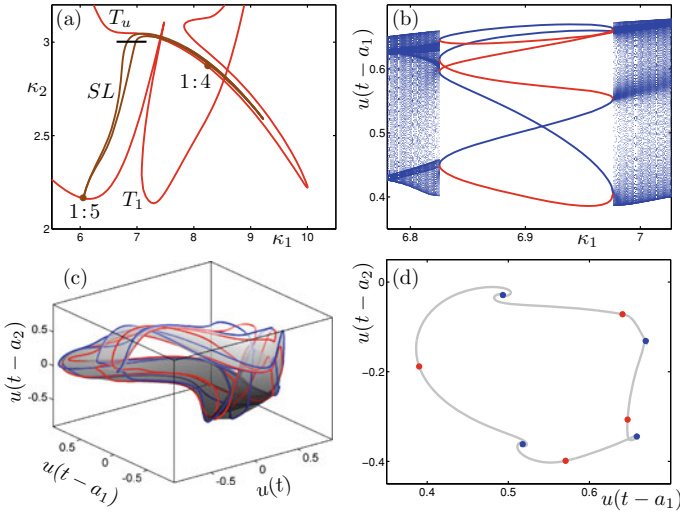 (a)
T_u
3
κ_2
SL
1:4
2.5
T_1
1:5
2
6
7
8
9
κ_1
10
(b)
u(t−a_1)
0.6
0.5
0.4
6.8
6.9
κ_1
7
(c)
u(t−a_2)
0.5
0
-0.5
0.5
0
-0.5
u(t−a_1)
-0.5
0
0.5
u(t)
(d)
u(t−a_2)
0
−0.2
−0.4
0.4
0.5
0.6
u(t−a_1)